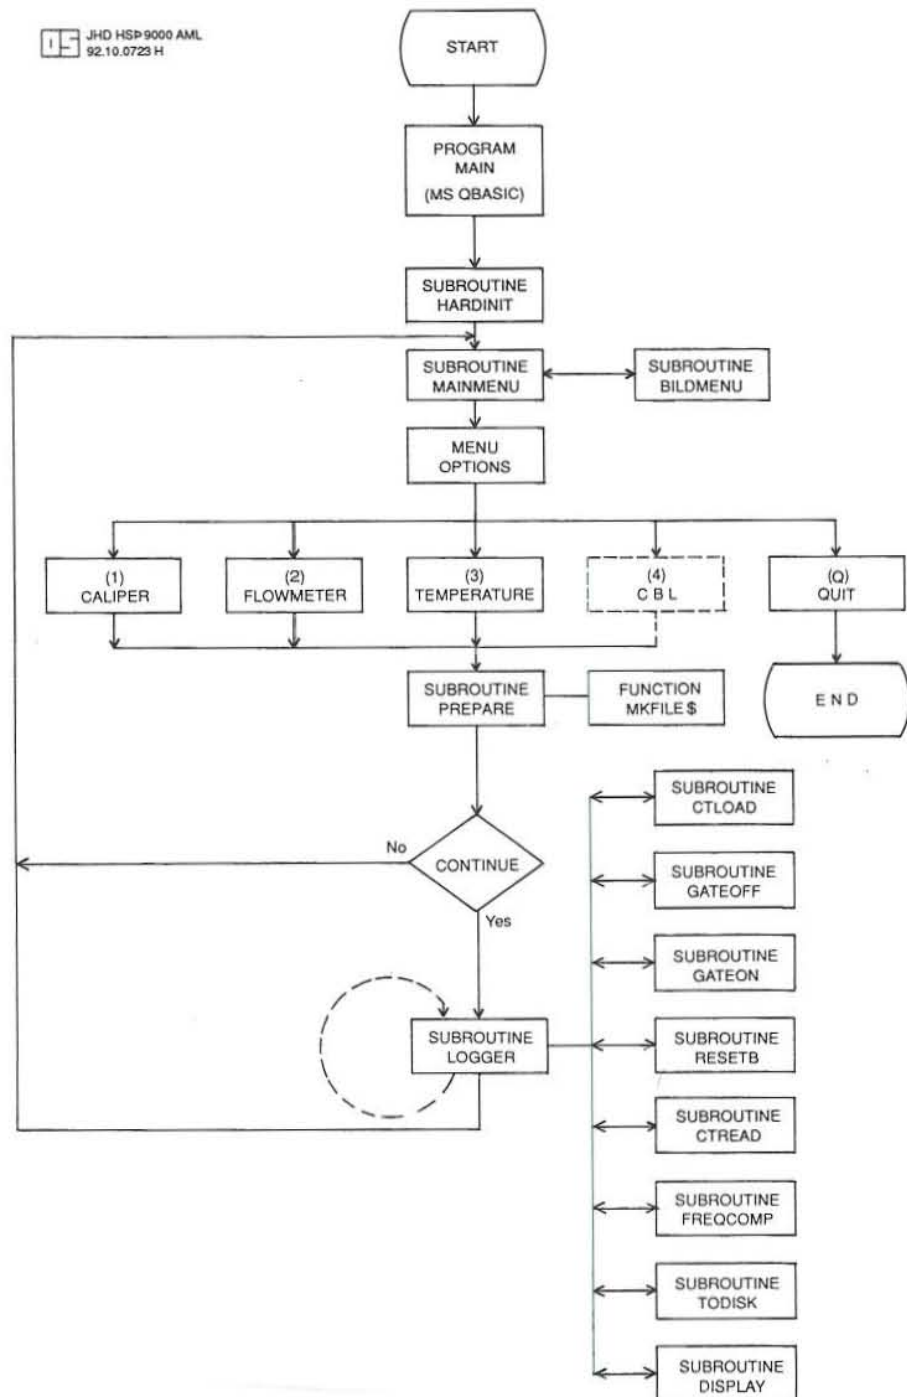 JHD HSÞ 9000 AML
92.10.0723 H
START
PROGRAM
MAIN
(MS QBASIC)
SUBROUTINE
HARDINIT
SUBROUTINE
MAINMENU
SUBROUTINE
BILDMENU
MENU
OPTIONS
(1)
CALIPER
(2)
FLOWMETER
(3)
TEMPERATURE
(4)
C B L
(Q)
QUIT
SUBROUTINE
PREPARE
FUNCTION
MKFILE$
E N D
SUBROUTINE
CTLOAD
No
CONTINUE
Yes
SUBROUTINE
GATEOFF
SUBROUTINE
GATEON
SUBROUTINE
LOGGER
SUBROUTINE
RESETB
SUBROUTINE
CTREAD
SUBROUTINE
FREQCOMP
SUBROUTINE
TODISK
SUBROUTINE
DISPLAY